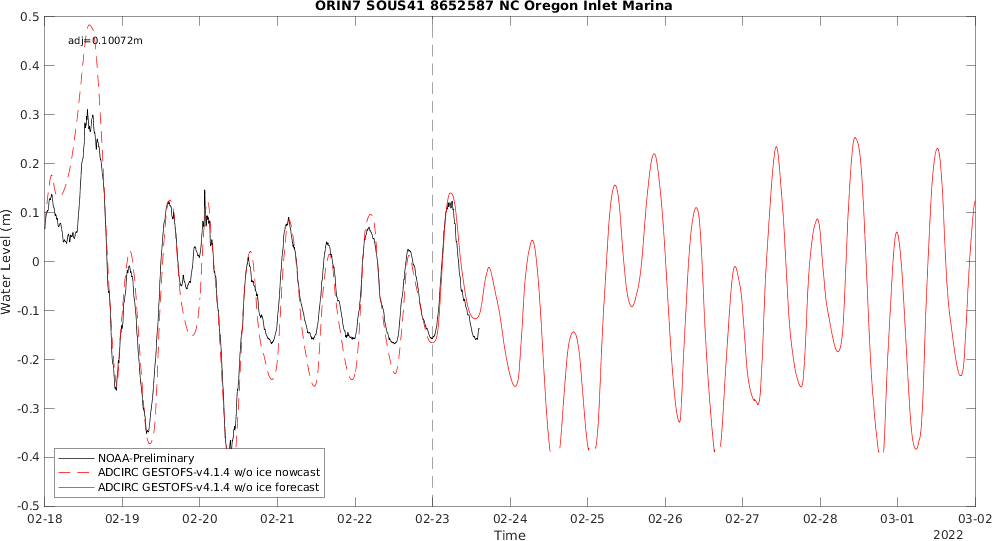 ORIN7 SOUS41 8652587 NC Oregon Inlet Marina
adj=0.10072m
0.5
0.4
0.3
0.2
0.1
0
-0.1
-0.2
-0.3
-0.4
-0.5
Water Level (m)
NOAA-Preliminary
ADCIRC GESTOFS-v4.1.4 w/o ice nowcast
ADCIRC GESTOFS-v4.1.4 w/o ice forecast
02-18 02-19 02-20 02-21 02-22 02-23 02-24 02-25 02-26 02-27 02-28 03-01 03-02
Time
2022